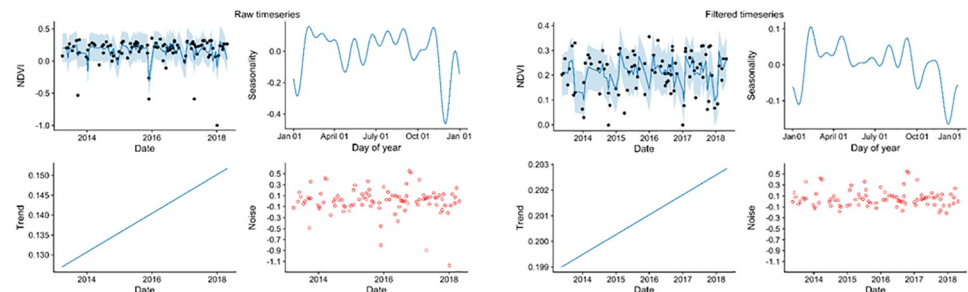 Raw timeseries
Filtered timeseries
NDVI
0.5
0.0
-0.5
-1.0
2014 2016 2018
Date
Seasonality
0.0
-0.2
-0.4
Jan 01 April 01 July 01 Oct 01 Jan 01
Day of year
NDVI
0.4
0.3
0.2
0.1
0.0
2014 2015 2016 2017 2018
Date
Seasonality
0.1
0.0
-0.1
Jan 01 April 01 July 01 Oct01 Jan 01
Day of year
Trend
0.150
0.145
0.140
0.135
0.130
2014 2016 2018
Date
Noise
0.5
0.3
0.1
-0.1
-0.3
-0.5
-0.7
-0.9
-1.1
2014 2016 2018
Date
Trend
0.203
0.202
0.201
0.200
0.199
2014 2015 2016 2017 2018
Date
Noise
0.5
0.3
0.1
-0.1
-0.3
-0.5
-0.7
-0.9
-1.1
2014 2015 2016 2017 2018
Date